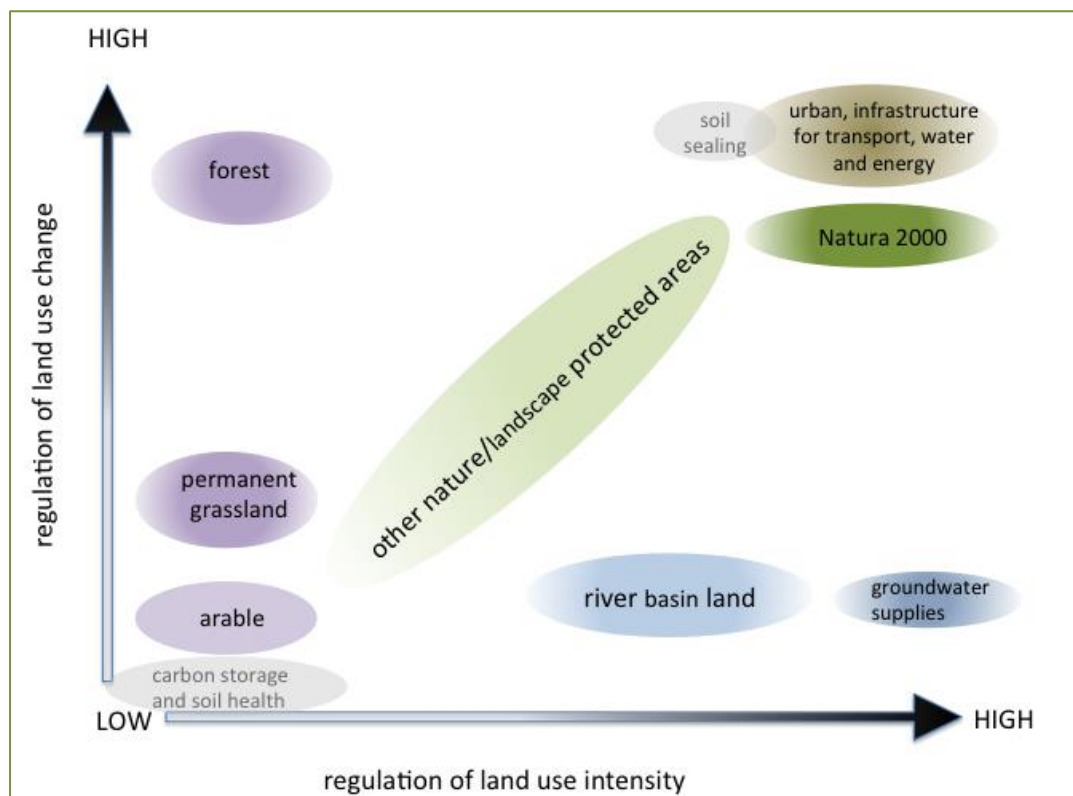 HIGH
soil
sealing
urban, infrastructure
for transport, water
and energy
forest
Natura 2000
regulation of land use change
other nature/landscape protected areas
permanent
grassland
river basin land
groundwater
supplies
arable
carbon storage
and soil health
LOW
HIGH
regulation of land use intensity